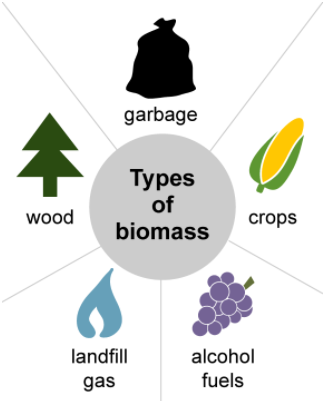 garbage
wood
Types
of
biomass
crops
landfill
gas
alcohol
fuels